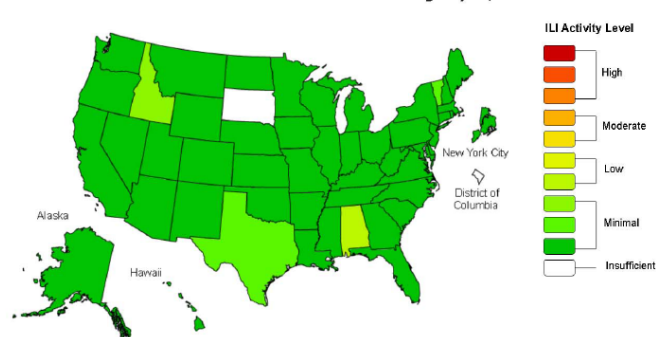 ILI Activity Level
High
Moderate
Low
Minimal
Insufficient
New York City
District of
Columbia
Alaska
Hawaii